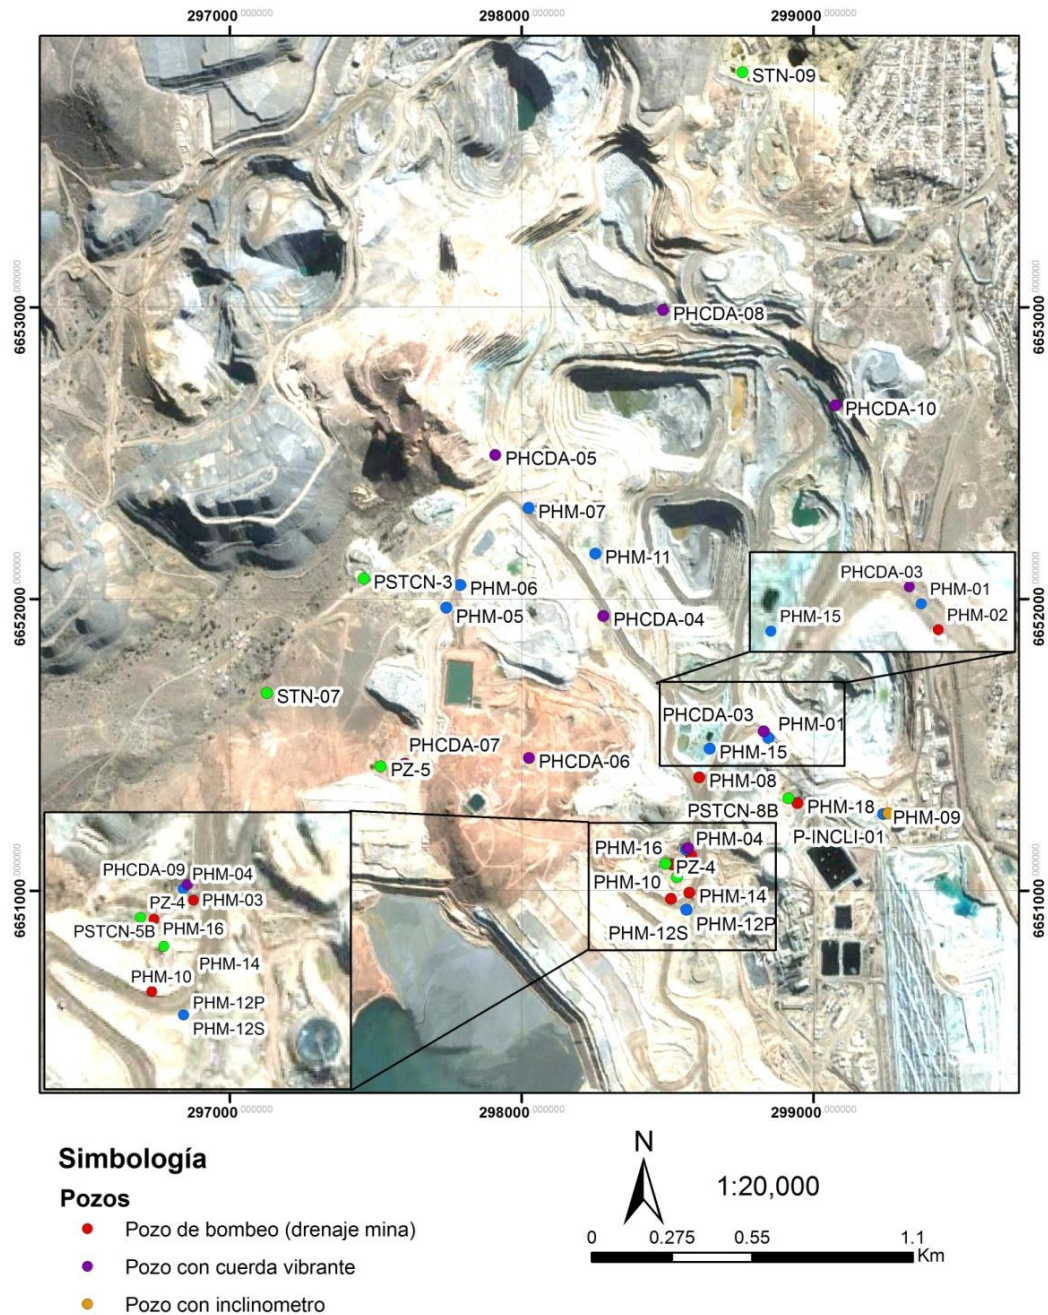 297000.000000 298000.000000 299000.000000
STN-09
6653000.000000 6653000.000000
PHCDA-08
PHCDA-10
PHCDA-05
PHM-07
PHM-11
PSTCN-3
PHM-06
PHM-05
PHCDA-04
6652000.000000 6652000.000000
PHCDA-03
PHM-01
PHM-15
PHM-02
STN-07
PHCDA-03
PHM-01
PHM-15
PHCDA-07
PZ-5
PHCDA-06
PHM-08
PSTCN-8B
PHM-18
PHM-09
P-INCLI-01
PHM-16
PHM-04
PZ-4
PHM-10
PHM-14
PHM-12P
PHM-12S
6651000.000000 6651000.000000
PHCDA-09
PHM-04
PZ-4
PHM-03
PSTCN-5B
PHM-16
PHM-14
PHM-10
PHM-12P
PHM-12S
297000.000000 298000.000000 299000.000000
Simbología
Pozos
Pozo de bombeo (drenaje mina)
Pozo con cuerda vibrante
Pozo con inclinometro
N
1:20,000
0 0.275 0.55 1.1
Km